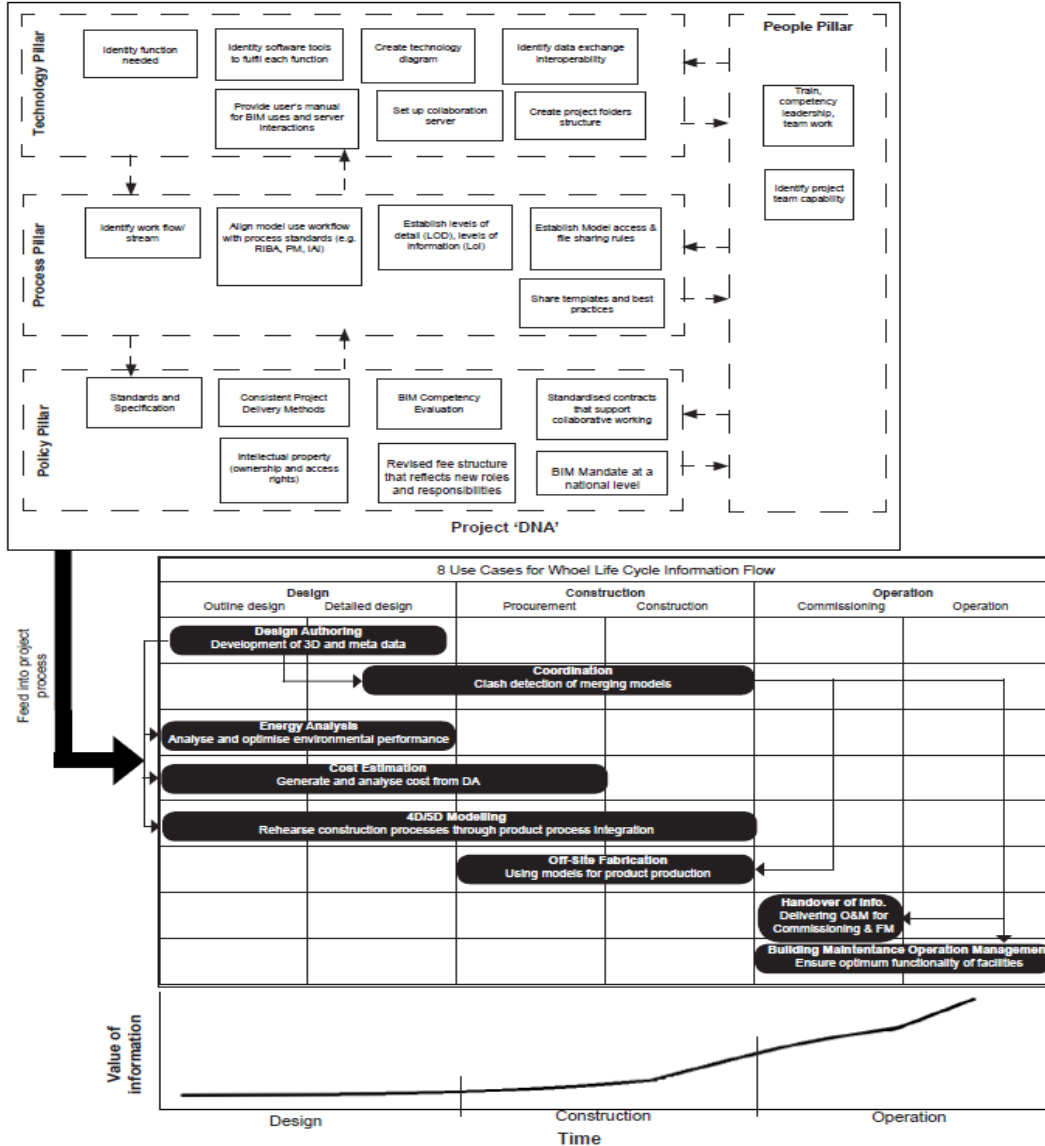 Technology Pillar
Identity function
needed
Identity software tools
to fulfil each function
Create technology
diagram
Identify data exchange
interoperability
Provide user's manual
for BIM uses and server
interactions
Set up collaboration
server
Create project folders
structure
People Pillar
Train,
competency
leadership,
team work
Identify project
team capability
Process Pillar
Identify work flow/
stream
Align model use workflow
with process standards (e.g.
RIBA, PM, IAI)
Establish levels of
detail (LOD), levels of
information (LoI)
Establish Model access &
file sharing rules
Share templates and best
practices
Policy Pillar
Standards and
Specification
Consistent Project
Delivery Methods
BIM Competency
Evaluation
Standardised contracts
that support
collaborative working
Intellectual property
(ownership and access
rights)
Revised fee structure
that reflects new roles
and responsibilities
BIM Mandate at a
national level
Project 'DNA'
Feed into project
process
8 Use Cases for Whoel Life Cycle Information Flow
Design
Outline design Detailed design
Construction
Procurement Construction
Operation
Commissioning Operation
Design Authoring
Development of 3D and meta data
Coordination
Clash detection of merging models
Energy Analysis
Analyse and optimise environmental performance
Cost Estimation
Generate and analyse cost from DA
4D/5D Modelling
Rehearse construction processes through product process integration
Off-Site Fabrication
Using models for product production
Handover of Info.
Delivering O&M for
Commissioning & FM
Building Maintentance Operation Managemen
Ensure optimum functionality of facilities
Value of
information
Design
Construction
Operation
Time